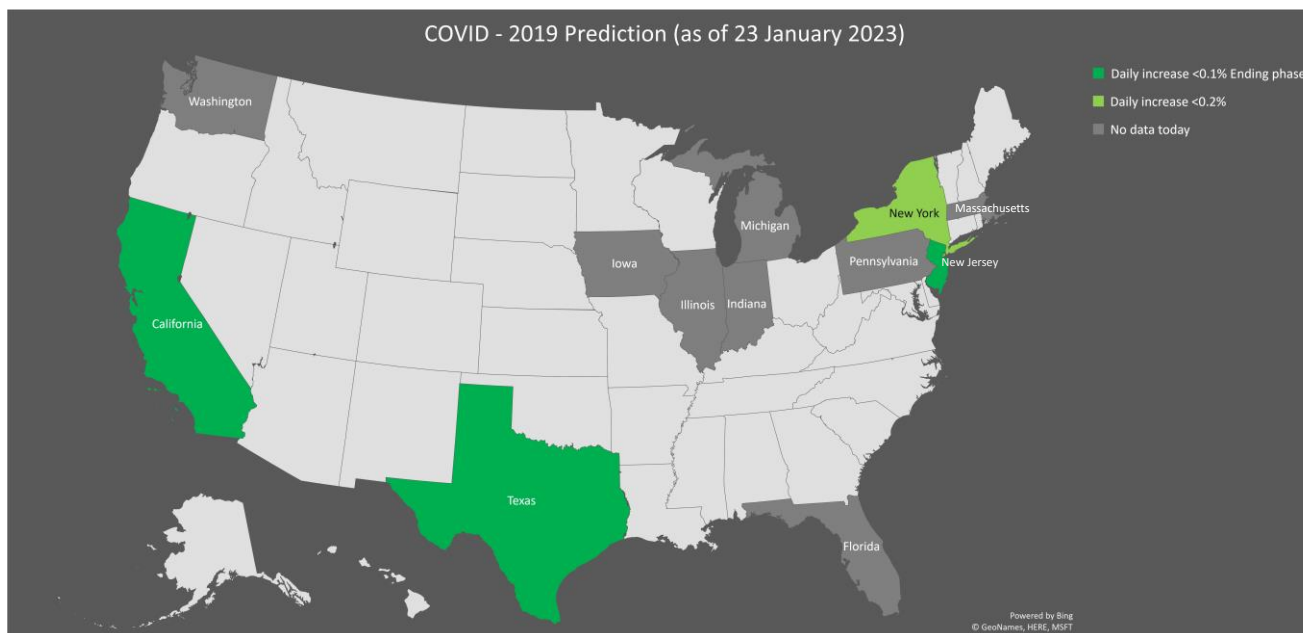 COVID - 2019 Prediction (as of 23 January 2023)
Daily increase <0.1% Ending phase
Daily increase <0.2%
No data today
Washington
New York
Massachusetts
Michigan
Iowa
Pennsylvania
New Jersey
Illinois
Indiana
California
Texas
Florida
Powered by Bing
© GeoNames, HERE, MSFT